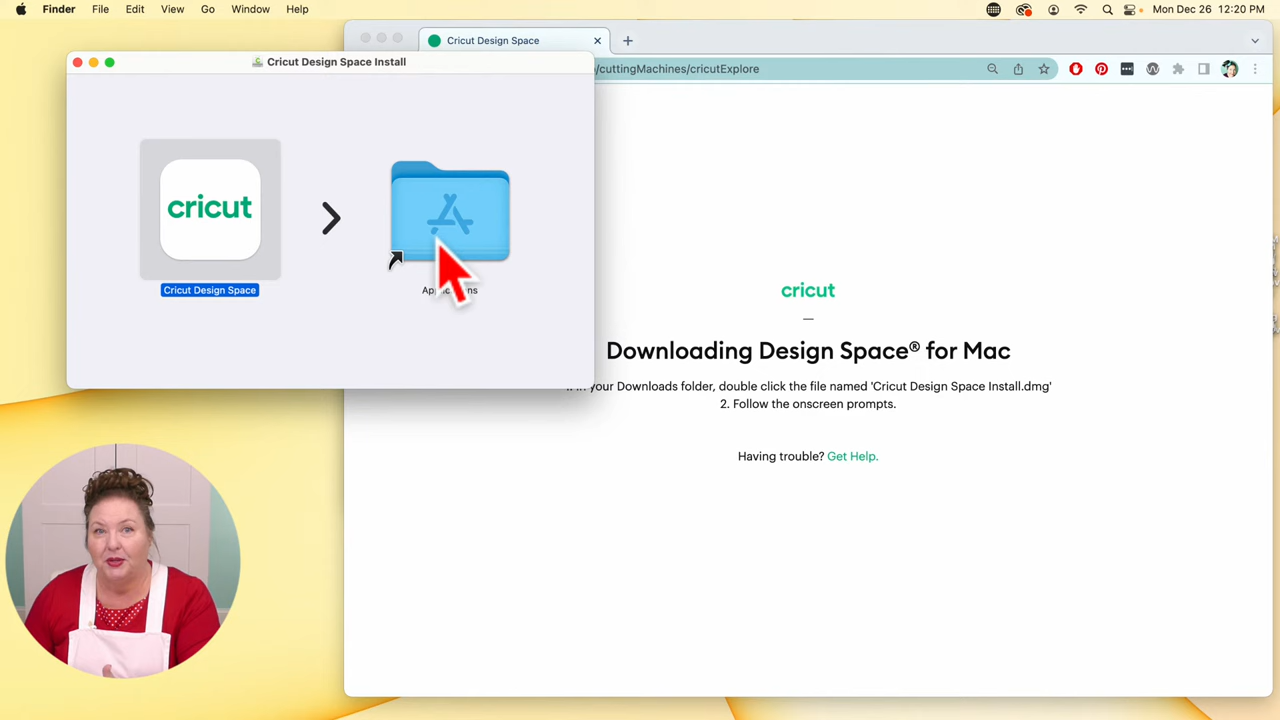 Finder File Edit View Go Window Help
Mon Dec 26 12:20 PM
Cricut Design Space
/cuttingMachines/cricutExplore
Cricut Design Space Install
cricut
Cricut Design Space
cricut
Downloading Design Space® for Mac
your Downloads folder, double click the file named 'Cricut Design Space Install.dmg'
2. Follow the onscreen prompts.
Having trouble? Get Help.